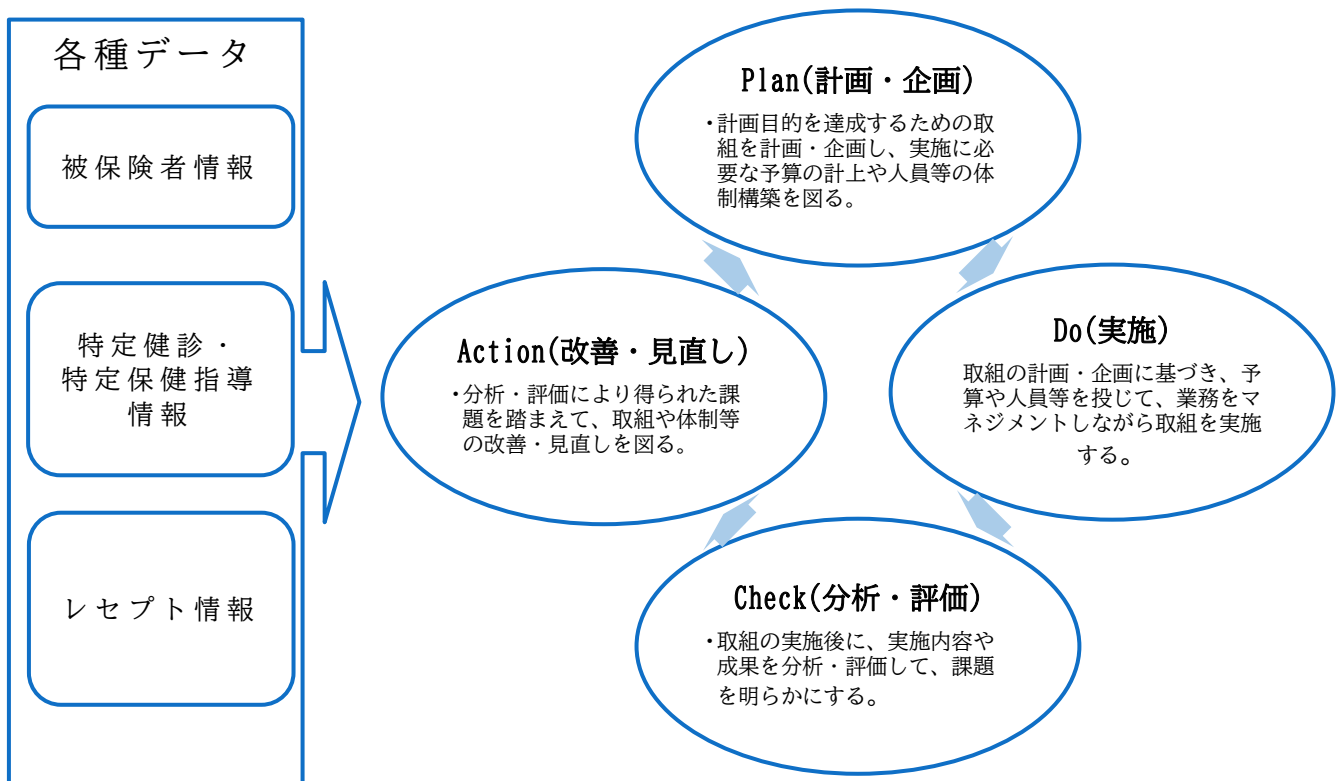 各種データ
被保険者情報
特定健診・
特定保健指導
情報
レセプト情報
Plan(計画・企画)
・計画目的を達成するための取
組を計画・企画し、実施に必
要な予算の計上や人員等の体
制構築を図る。
Do(実施)
取組の計画・企画に基づき、予
算や人員等を投じて、業務をマ
ネジメントしながら取組を実施
する。
Check(分析・評価)
・取組の実施後に、実施内容や
成果を分析・評価して、課題
を明らかにする。
Action(改善・見直し)
・分析・評価により得られた課
題を踏まえて、取組や体制等
の改善・見直しを図る。